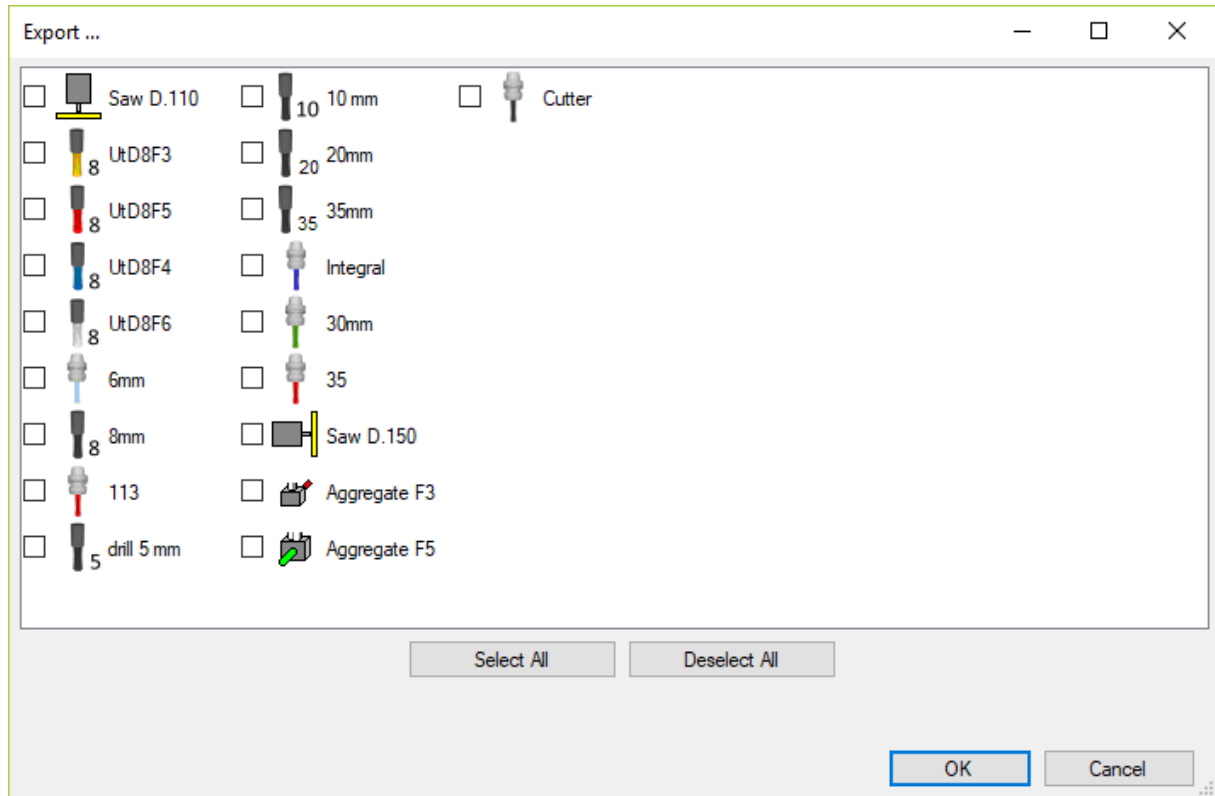 Export ...
Saw D.110
8 UtD8F3
8 UtD8F5
8 UtD8F4
8 UtD8F6
6mm
8 8mm
113
5 drill 5 mm
10 10 mm
20 20mm
35 35mm
Integral
30mm
35
Saw D.150
Aggregate F3
Aggregate F5
Cutter
Select All
Deselect All
OK
Cancel